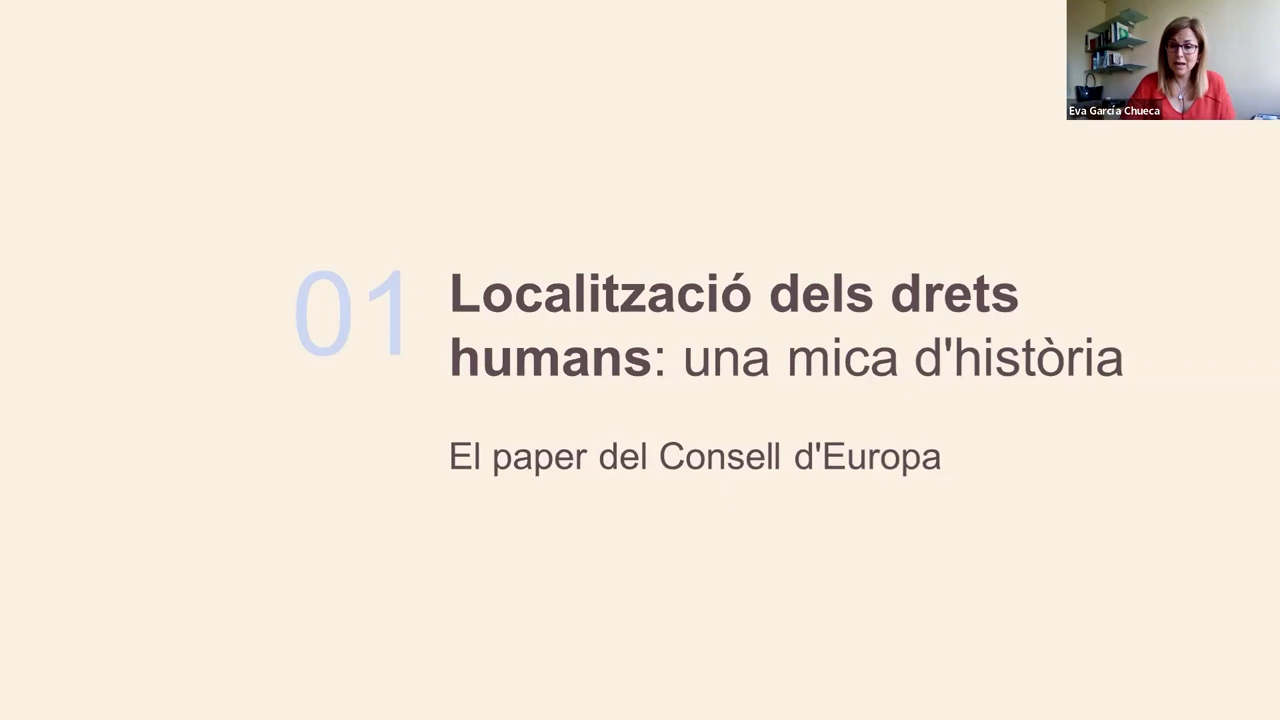 Eva García Chueca
01
Localització dels drets
humans: una mica d'història
El paper del Consell d'Europa